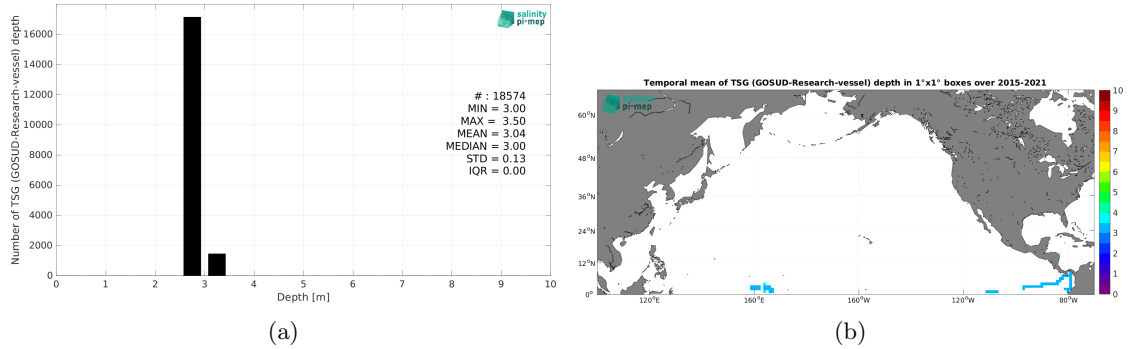 salinity
pi-mep
Number of TSG (GOSUD-Research-vessel) depth
16000
14000
12000
10000
8000
6000
4000
2000
0
# : 18574
MIN = 3.00
MAX = 3.50
MEAN = 3.04
MEDIAN = 3.00
STD = 0.13
IQR = 0.00
0 1 2 3 4 5 6 7 8 9 10
Depth [m]
(a)
Temporal mean of TSG (GOSUD-Research-vessel) depth in 1°x1° boxes over 2015-2021
salinity
pi-mep
60°N
48°N
36°N
24°N
12°N
0°
120°E 160°E 160°W 120°W 80°W
10
9
8
7
6
5
4
3
2
1
0
(b)